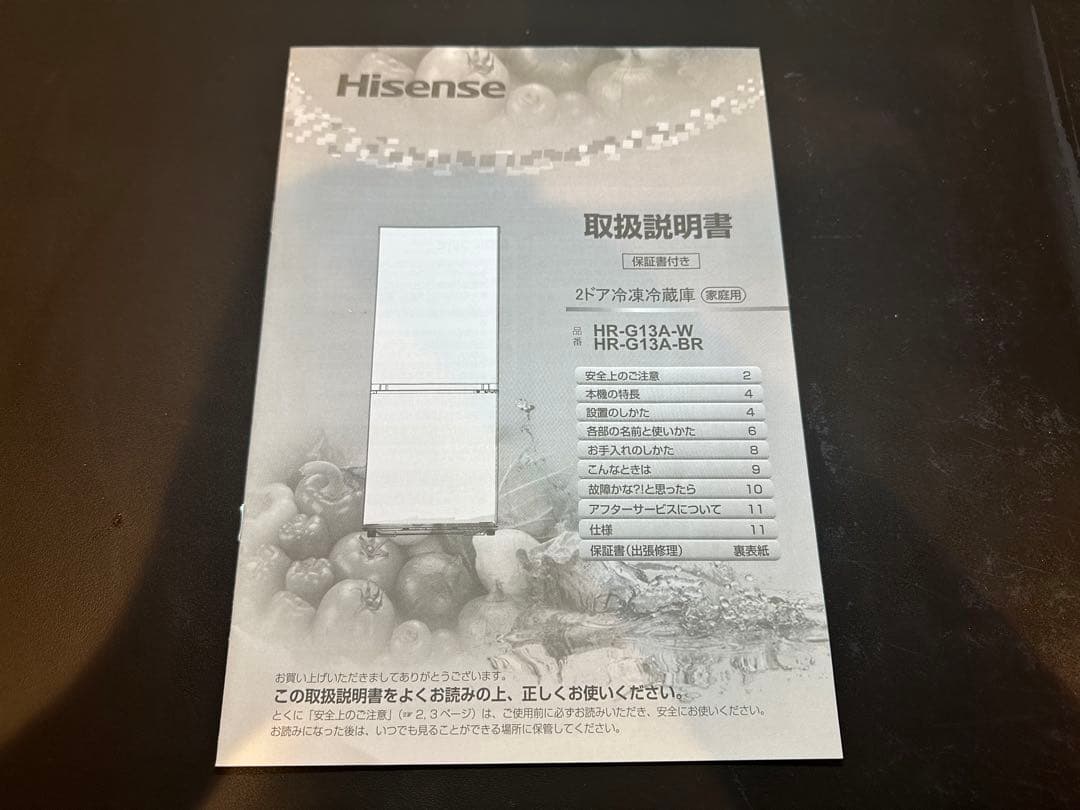 Hisense
取扱説明書
保証書付き
2ドア冷凍冷蔵庫 家庭用
品番 HR-G13A-W
HR-G13A-BR
安全上のご注意 2
本機の特長 4
設置のしかた 4
各部の名前と使いかた 6
お手入れのしかた 8
こんなときは 9
故障かな?!と思ったら 10
アフターサービスについて 11
仕様 11
保証書(出張修理) 裏表紙
お買い上げいただきましてありがとうございます。
この取扱説明書をよくお読みの上、正しくお使いください。
とくに「安全上のご注意」(☞2,3ページ)は、ご使用前に必ずお読みいただき、安全にお使いください。
お読みになった後は、いつでも見ることができる場所に保管してください。